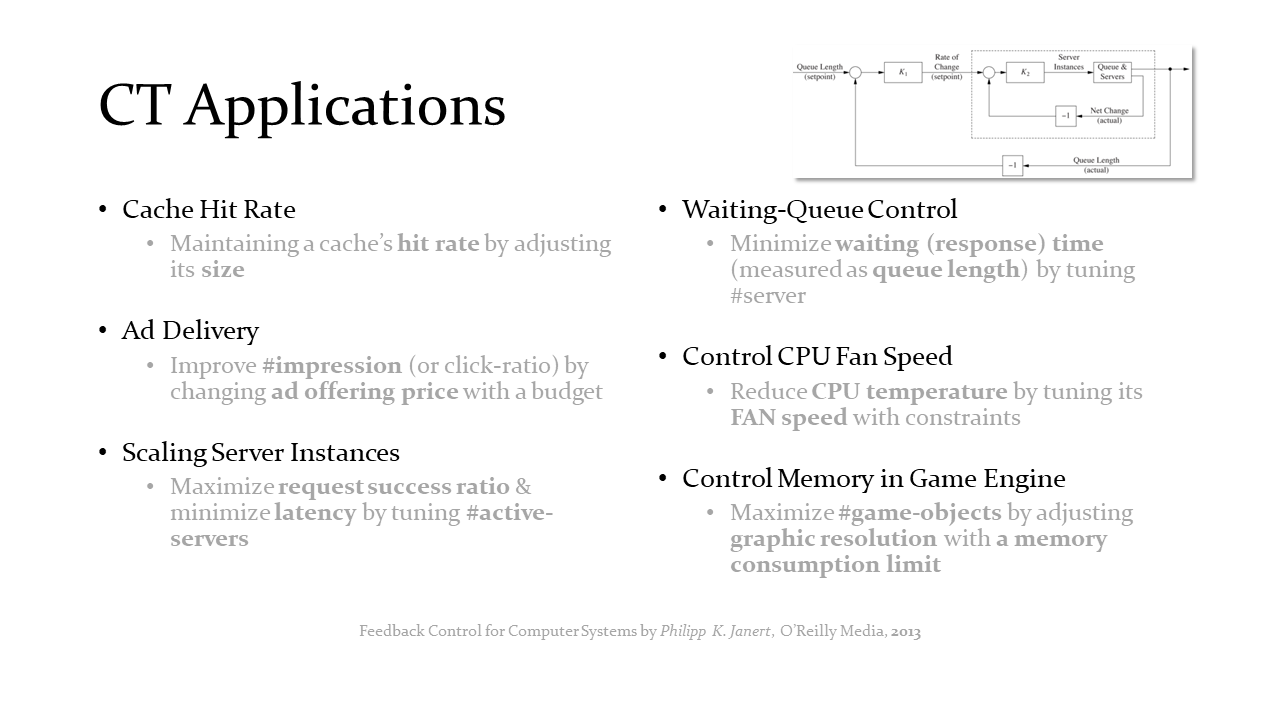 CT Applications
Queue Length
(setpoint)
K1
Rate of
Change
(setpoint)
K2
Server
Instances
Queue &
Servers
-1
Net Change
(actual)
-1
Queue Length
(actual)
• Cache Hit Rate
• Maintaining a cache's hit rate by adjusting
its size
• Ad Delivery
• Improve #impression (or click-ratio) by
changing ad offering price with a budget
• Scaling Server Instances
• Maximize request success ratio &
minimize latency by tuning #active-
servers
• Waiting-Queue Control
• Minimize waiting (response) time
(measured as queue length) by tuning
#server
• Control CPU Fan Speed
• Reduce CPU temperature by tuning its
FAN speed with constraints
• Control Memory in Game Engine
• Maximize #game-objects by adjusting
graphic resolution with a memory
consumption limit
Feedback Control for Computer Systems by Philipp K. Janert, O'Reilly Media, 2013